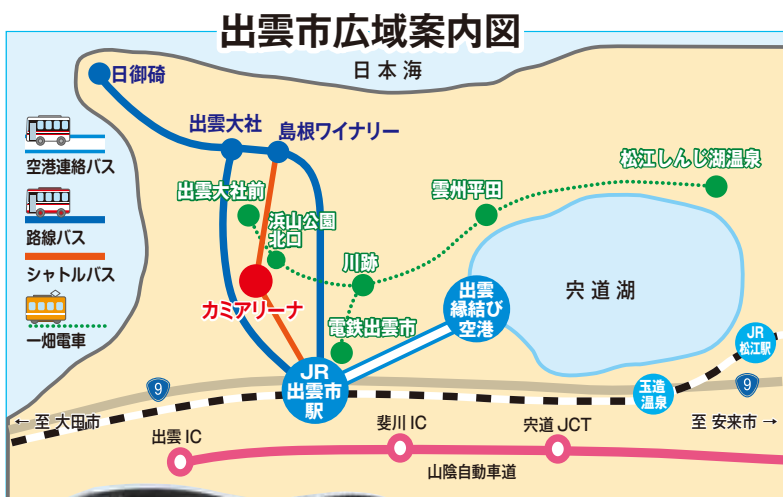 出雲市広域案内図
日本海
日御碕
出雲大社
島根ワイナリー
空港連絡バス
路線バス
シャトルバス
一畑電車
出雲大社前
浜山公園
北口
川跡
雲州平田
松江しんじ湖温泉
カミアリーナ
電鉄出雲市
出雲
縁結び
空港
宍道湖
JR
松江駅
JR
出雲市
駅
玉造
温泉
9
9
← 至 大田市
至 安来市 →
出雲 IC
斐川 IC
宍道 JCT
山陰自動車道